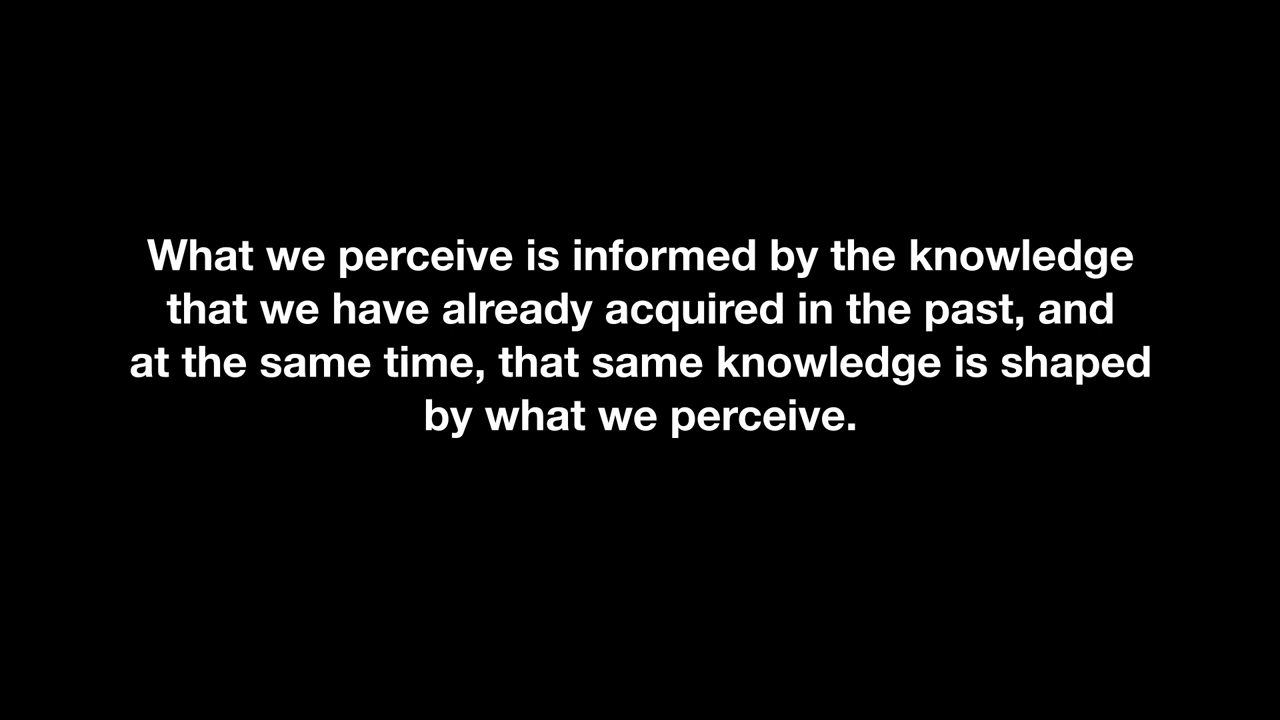 What we perceive is informed by the knowledge
that we have already acquired in the past, and
at the same time, that same knowledge is shaped
by what we perceive.